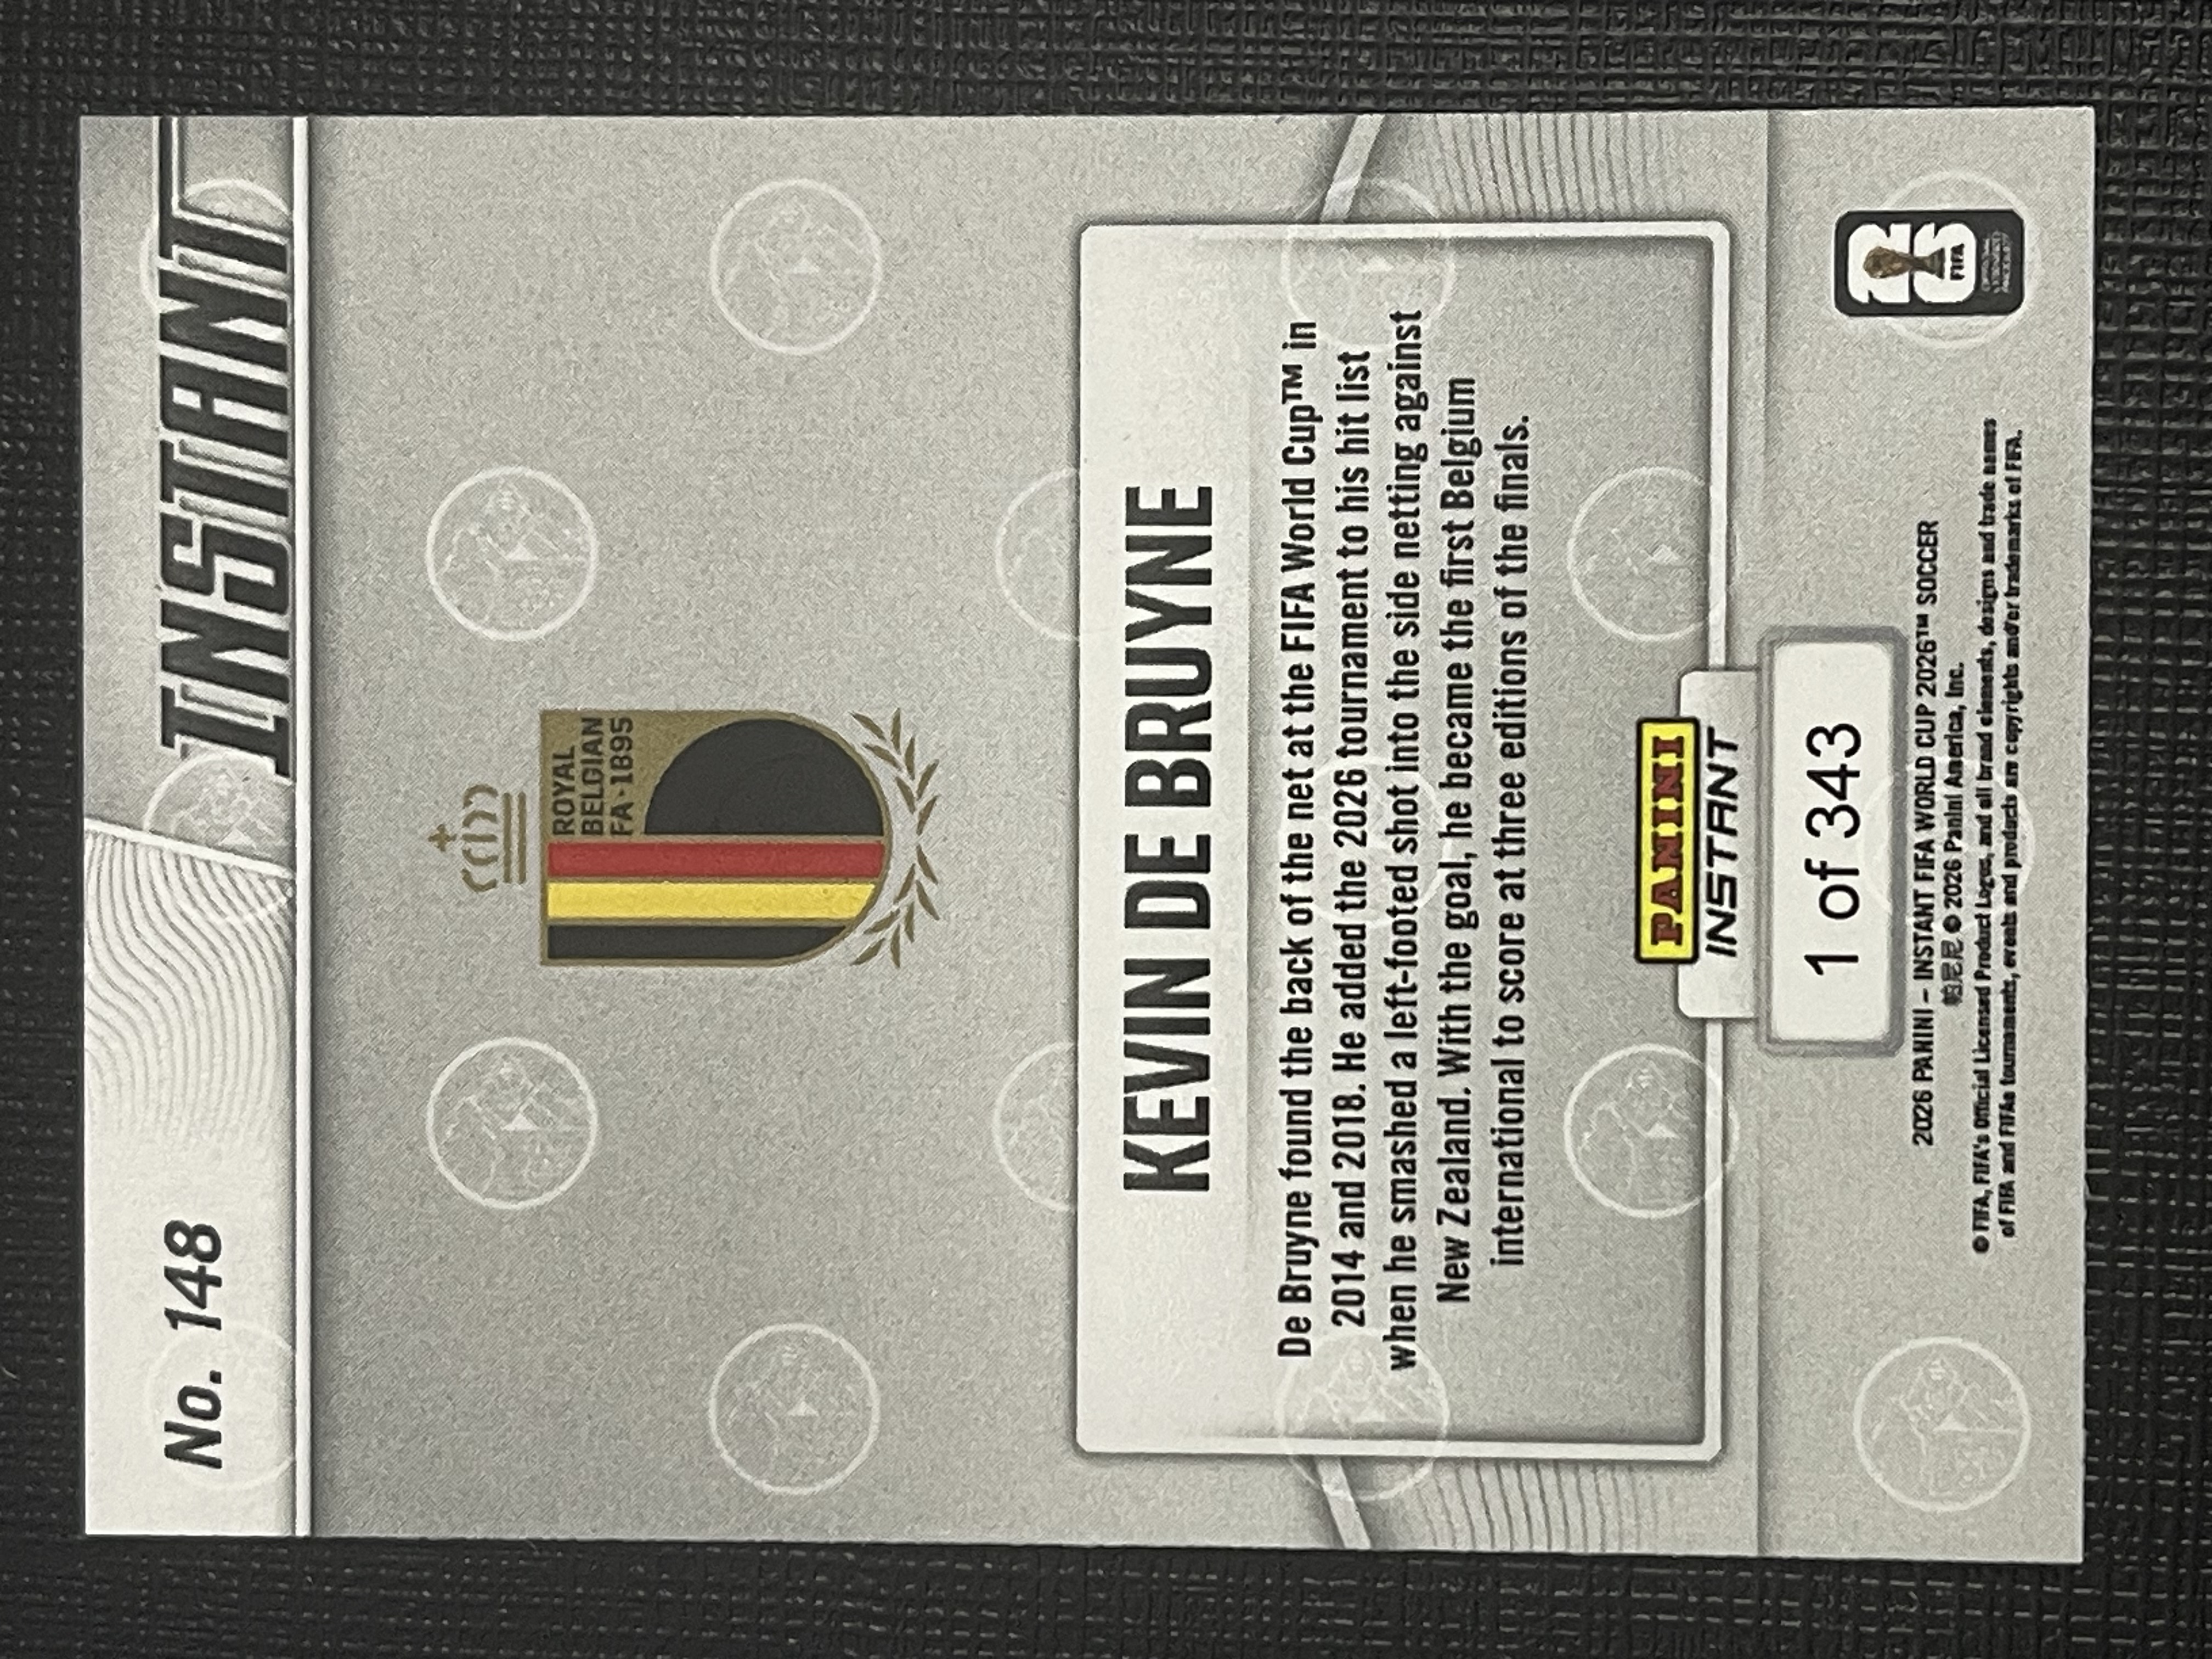 No. 148
INSTANT
ROYAL
BELGIAN
FA·1895
KEVIN DE BRUYNE
De Bruyne found the back of the net at the FIFA World Cup™ in
2014 and 2018. He added the 2026 tournament to his hit list
when he smashed a left-footed shot into the side netting against
New Zealand. With the goal, he became the first Belgium
international to score at three editions of the finals.
PANINI
INSTANT
1 of 343
2026 PANINI – INSTANT FIFA WORLD CUP 2026™ SOCCER
帕尼尼 © 2026 Panini America, Inc.
© FIFA, FIFA's Official Licensed Product Logos, and all brand elements, designs and trade names
of FIFA and FIFAs tournaments, events and products are copyrights and/or trademarks of FIFA.
26
FIFA